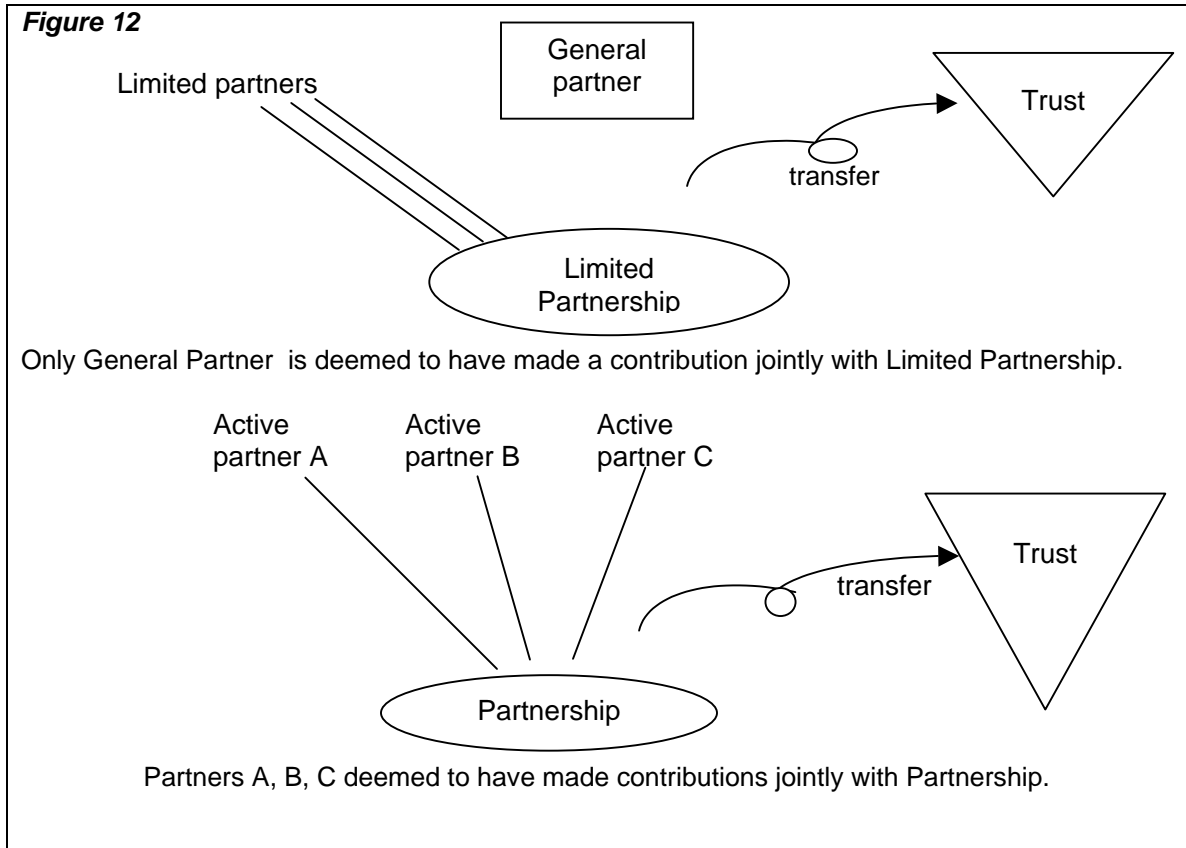 Figure 12
General
partner
Limited partners
Trust
transfer
Limited
Partnership
Only General Partner is deemed to have made a contribution jointly with Limited Partnership.
Active
partner A
Active
partner B
Active
partner C
Trust
transfer
Partnership
Partners A, B, C deemed to have made contributions jointly with Partnership.